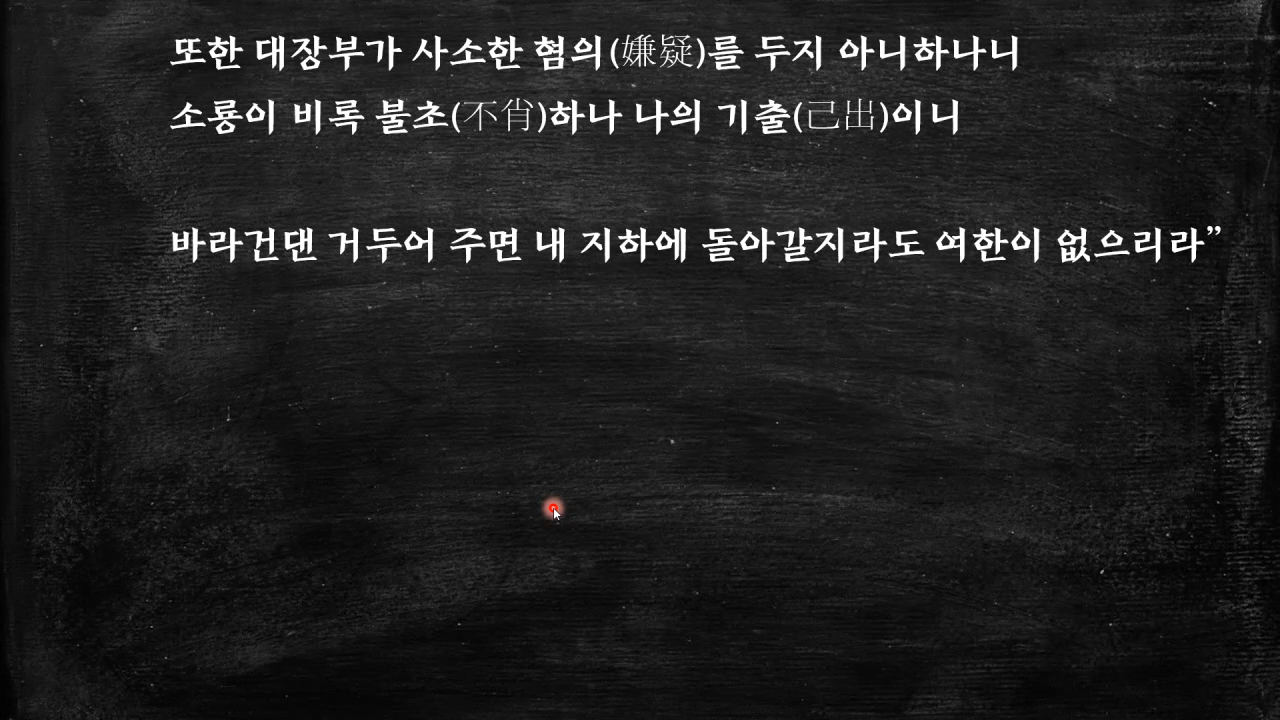 또한 대장부가 사소한 혐의(嫌疑)를 두지 아니하나니
소룡이 비록 불초(不肖)하나 나의 기출(己出)이니
바라건댄 거두어 주면 내 지하에 돌아갈지라도 여한이 없으리라”